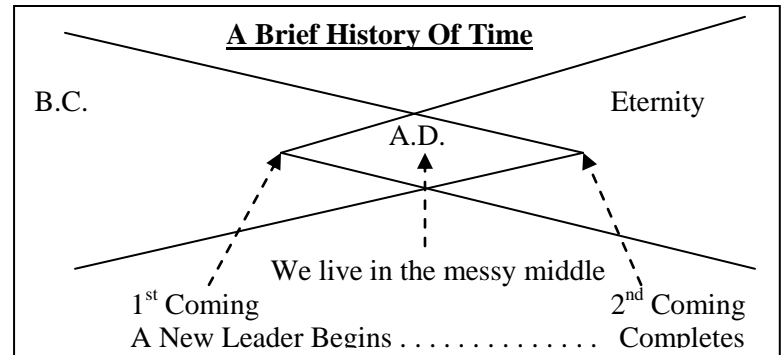 A Brief History Of Time
B.C.
Eternity
A.D.
We live in the messy middle
1st Coming
2nd Coming
A New Leader Begins . . . . . . . . . . . . . . Completes